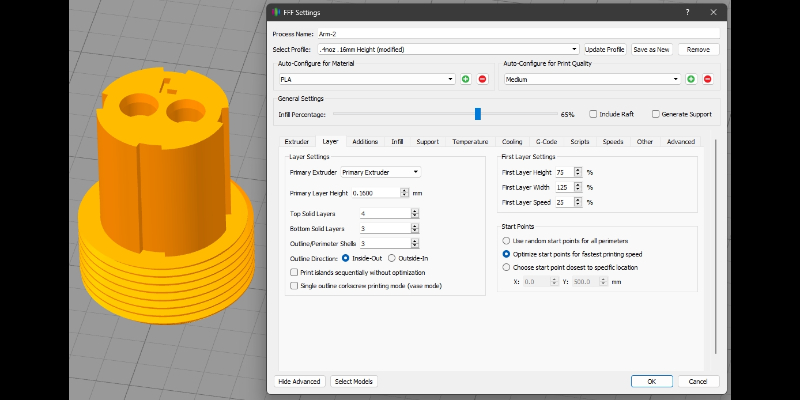 FFF Settings
Process Name: Arm-2
Select Profile: .4noz .16mm Height (modified) Update Profile Save as New Remove
Auto-Configure for Material Auto-Configure for Print Quality
PLA Medium
General Settings
Infill Percentage: 65% Include Raft Generate Support
Extruder Layer Additions Infill Support Temperature Cooling G-Code Scripts Speeds Other Advanced
Layer Settings First Layer Settings
Primary Extruder Primary Extruder First Layer Height 75 %
Primary Layer Height 0.1600 mm First Layer Width 125 %
First Layer Speed 25 %
Top Solid Layers 4
Bottom Solid Layers 3 Start Points
Outline/Perimeter Shells 3 Use random start points for all perimeters
Outline Direction: Inside-Out Outside-In Optimize start points for fastest printing speed
Print islands sequentially without optimization Choose start point closest to specific location
Single outline corkscrew printing mode (vase mode) X: 0.0 Y: 500.0 mm
Hide Advanced Select Models OK Cancel